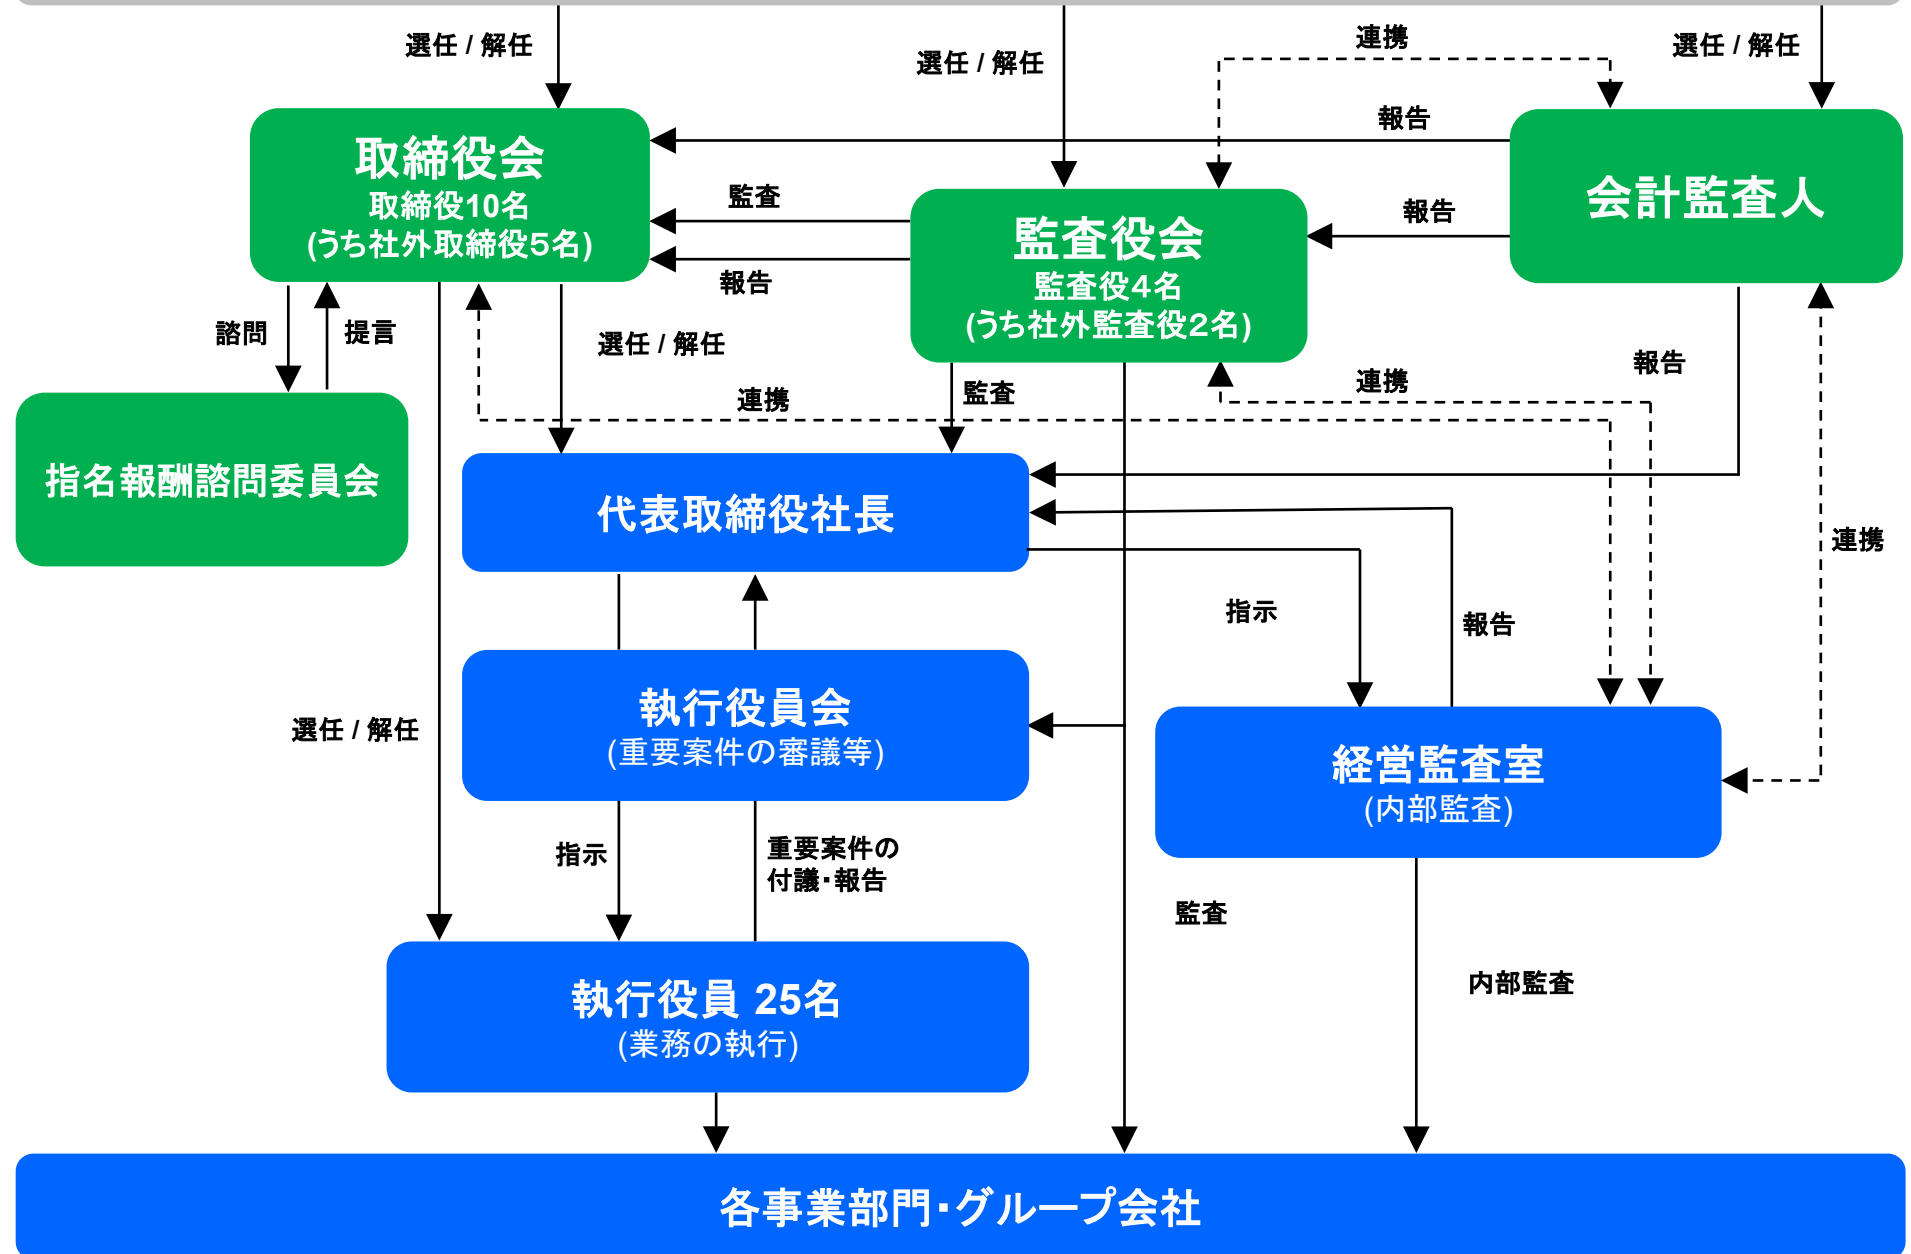 選任 / 解任
選任 / 解任
連携
選任 / 解任
報告
取締役会
取締役10名
(うち社外取締役5名)
監査
報告
監査役会
監査役4名
(うち社外監査役2名)
報告
会計監査人
諮問
提言
選任 / 解任
監査
連携
連携
報告
指名報酬諮問委員会
代表取締役社長
連携
指示
報告
執行役員会
(重要案件の審議等)
選任 / 解任
経営監査室
(内部監査)
指示
重要案件の
付議・報告
監査
内部監査
執行役員 25名
(業務の執行)
各事業部門・グループ会社